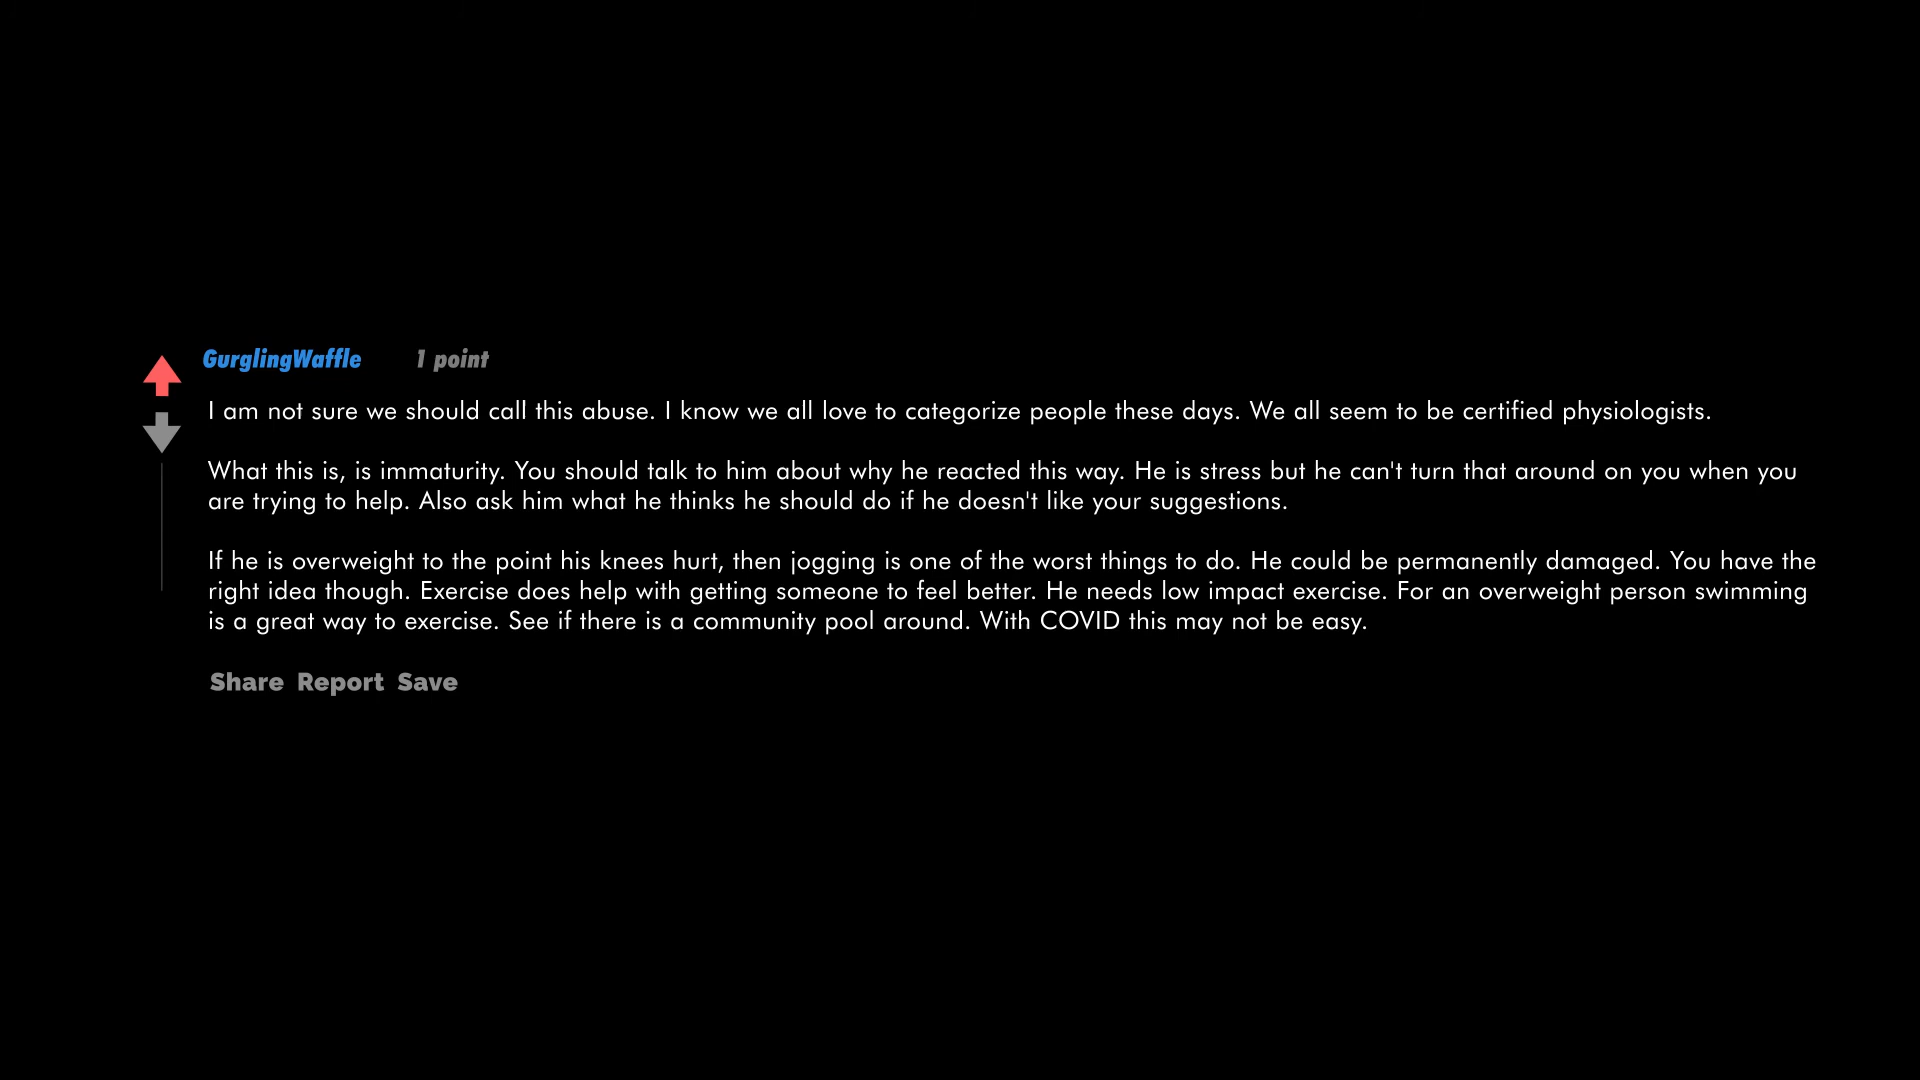 GurglingWaffle 1 point
I am not sure we should call this abuse. I know we all love to categorize people these days. We all seem to be certified physiologists.
What this is, is immaturity. You should talk to him about why he reacted this way. He is stress but he can't turn that around on you when you
are trying to help. Also ask him what he thinks he should do if he doesn't like your suggestions.
If he is overweight to the point his knees hurt, then jogging is one of the worst things to do. He could be permanently damaged. You have the
right idea though. Exercise does help with getting someone to feel better. He needs low impact exercise. For an overweight person swimming
is a great way to exercise. See if there is a community pool around. With COVID this may not be easy.
Share Report Save